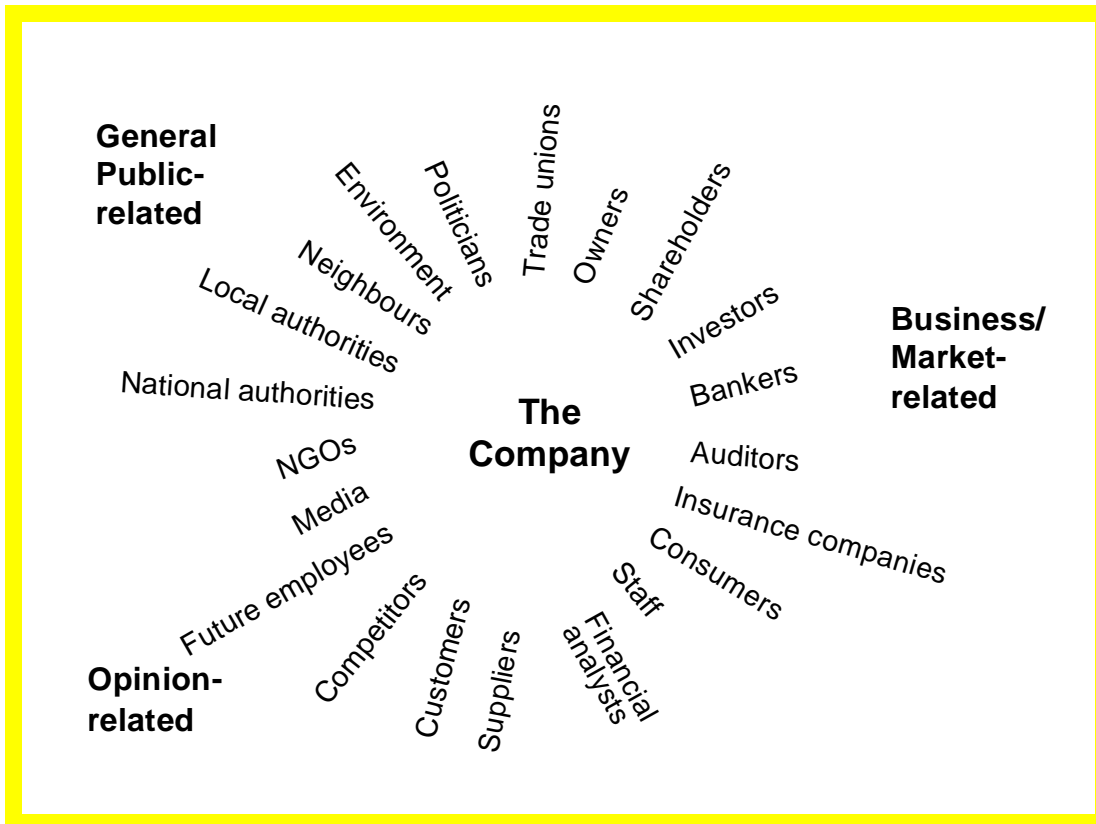 General
Public-
related
Environment
Politicians
Trade unions
Owners
Shareholders
Neighbours
Local authorities
National authorities
NGOs
Media
Future employees
Investors
Bankers
Business/
Market-
related
The
Company
Auditors
Insurance companies
Consumers
Staff
Financial
analysts
Suppliers
Customers
Competitors
Opinion-
related